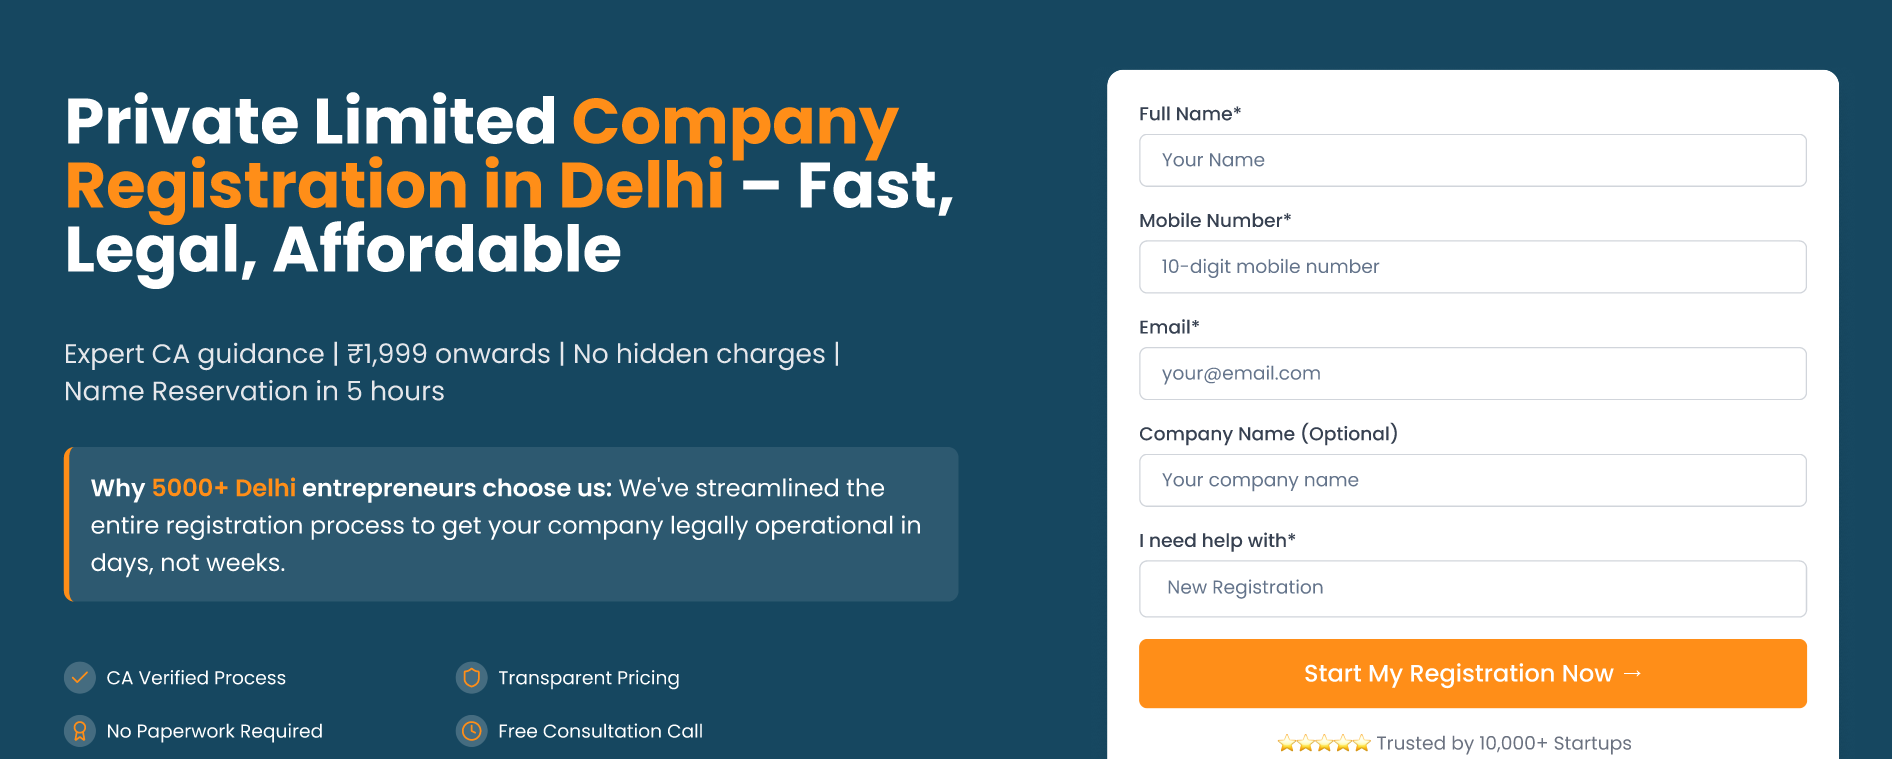 Private Limited Company
Registration in Delhi – Fast,
Legal, Affordable
Expert CA guidance | ₹1,999 onwards | No hidden charges |
Name Reservation in 5 hours
Why 5000+ Delhi entrepreneurs choose us: We've streamlined the
entire registration process to get your company legally operational in
days, not weeks.
CA Verified Process
Transparent Pricing
No Paperwork Required
Free Consultation Call
Full Name*
Your Name
Mobile Number*
10-digit mobile number
Email*
your@email.com
Company Name (Optional)
Your company name
I need help with*
New Registration
Start My Registration Now →
⭐⭐⭐⭐⭐ Trusted by 10,000+ Startups